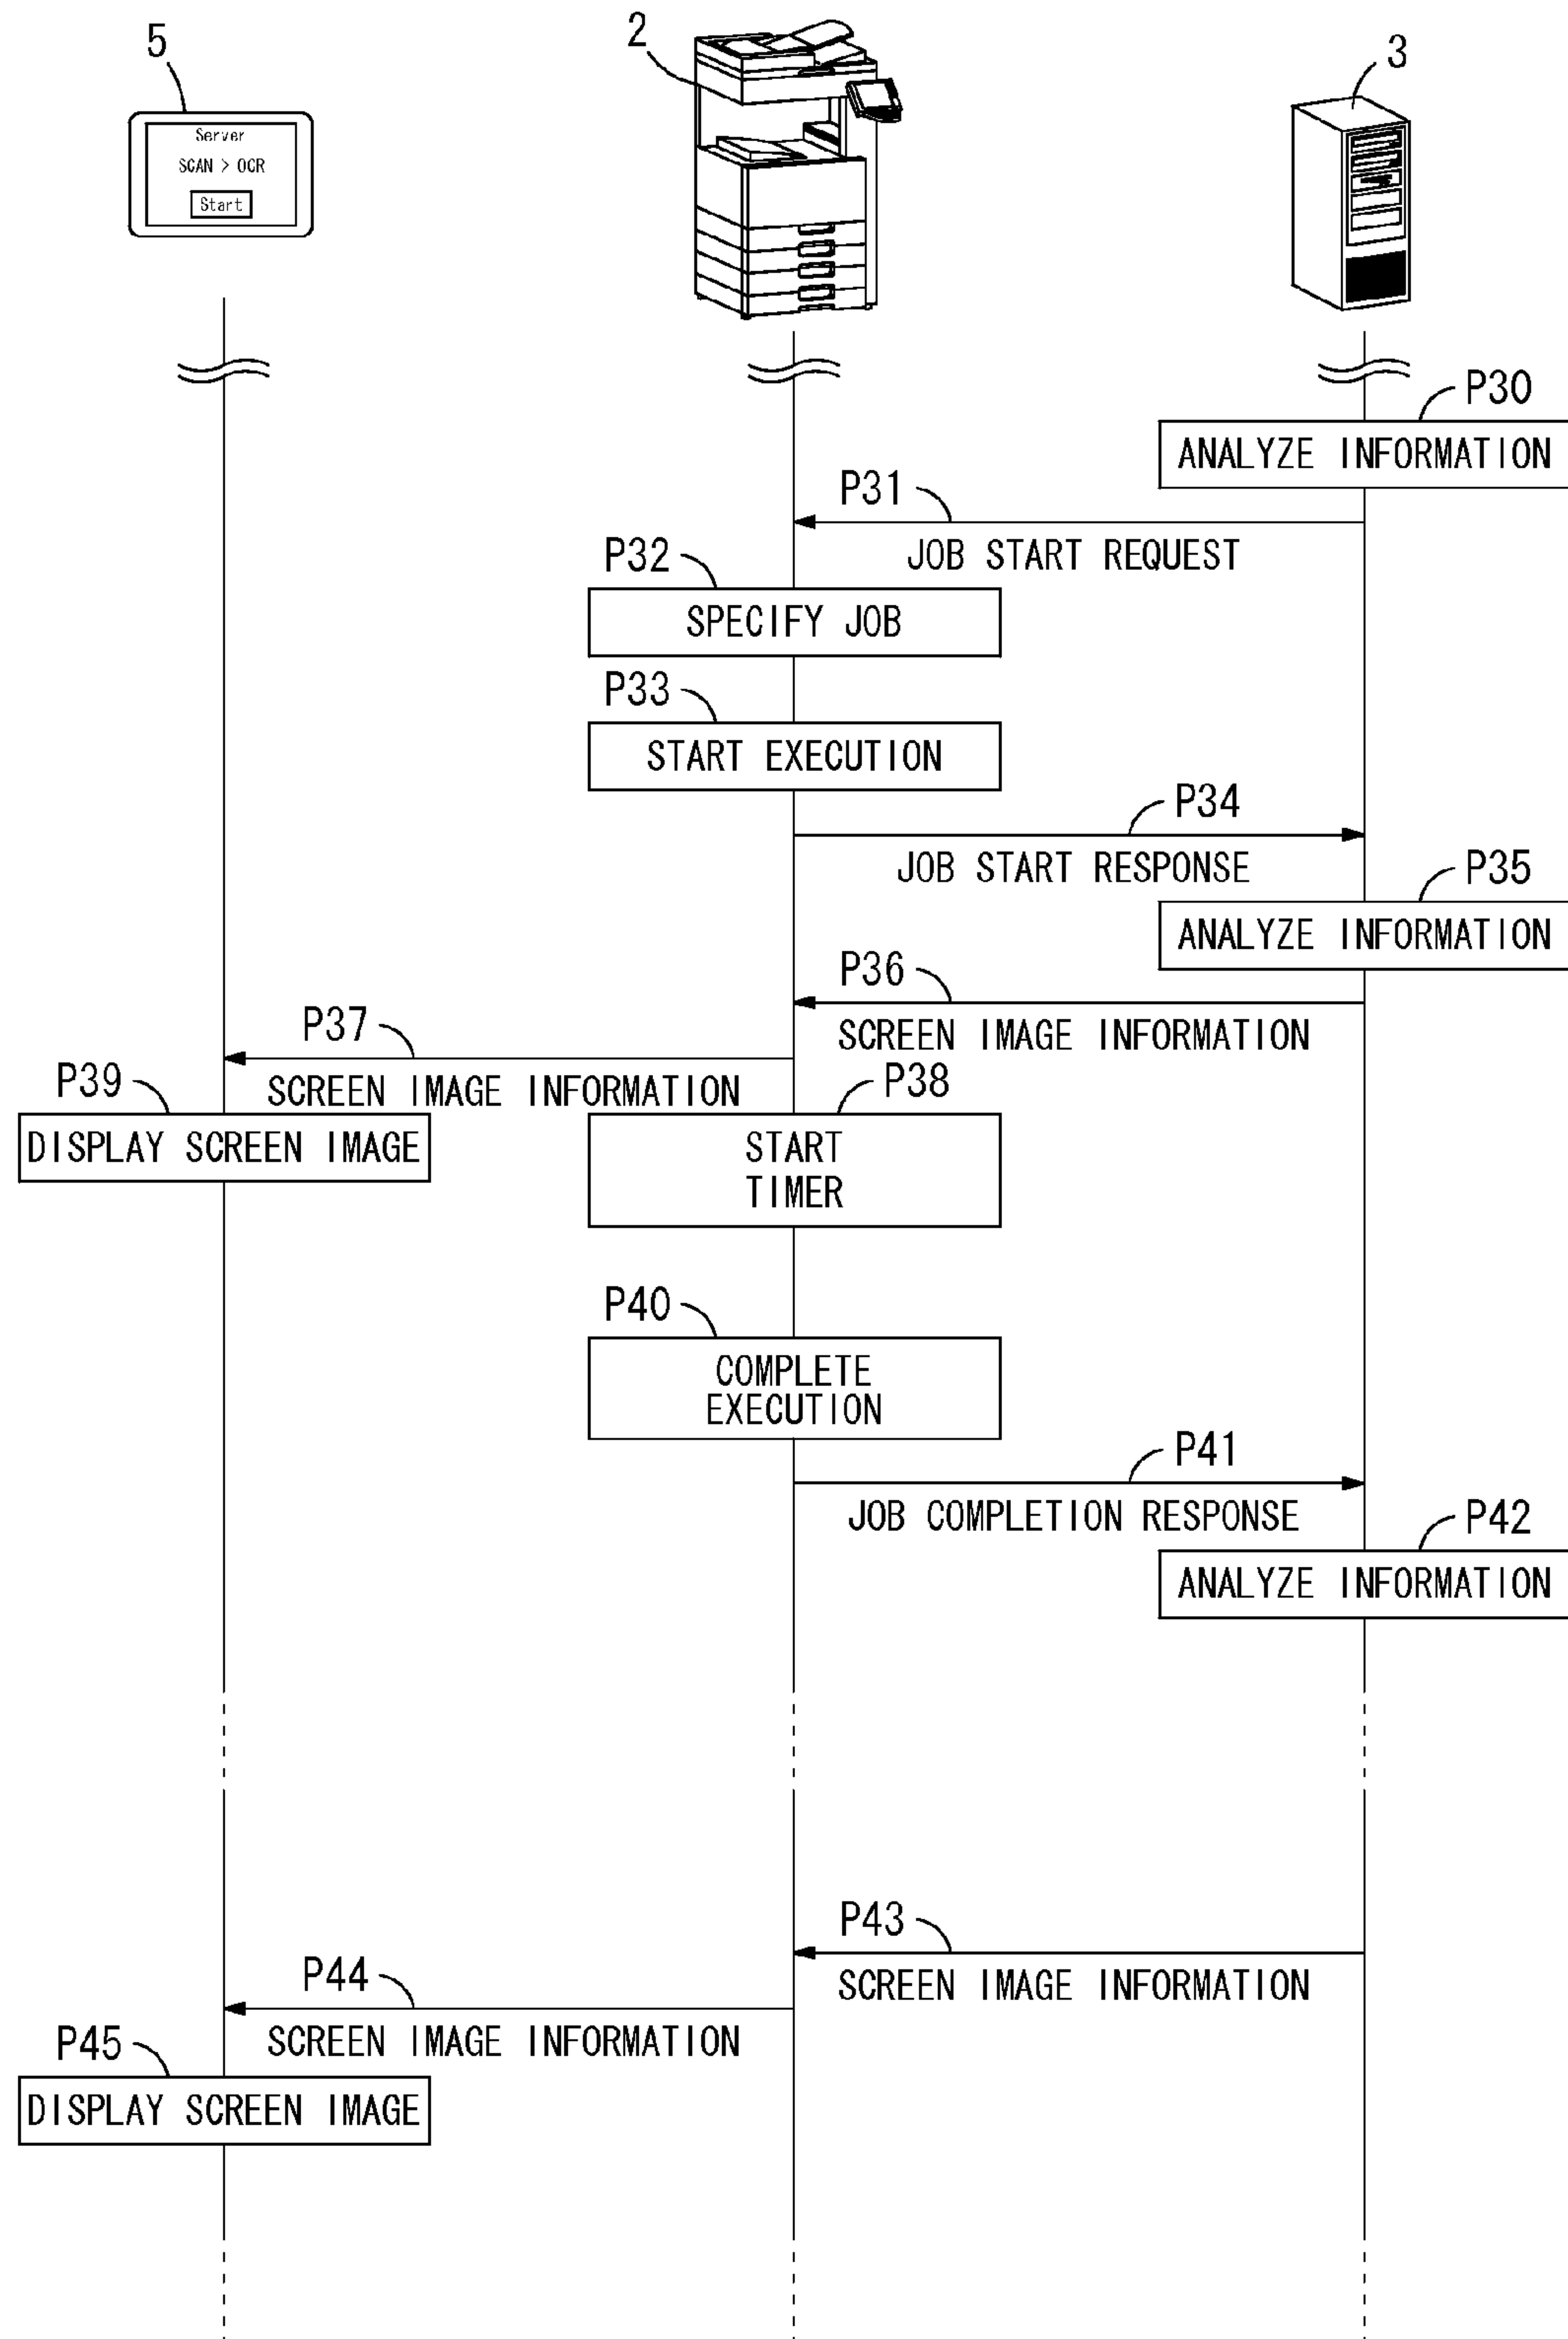 5
2
3
Server
SCAN > OCR
Start
P30
ANALYZE INFORMATION
P31
JOB START REQUEST
P32
SPECIFY JOB
P33
START EXECUTION
P34
JOB START RESPONSE
P35
ANALYZE INFORMATION
P36
SCREEN IMAGE INFORMATION
P37
SCREEN IMAGE INFORMATION
P38
START
TIMER
P39
DISPLAY SCREEN IMAGE
P40
COMPLETE
EXECUTION
P41
JOB COMPLETION RESPONSE
P42
ANALYZE INFORMATION
P43
SCREEN IMAGE INFORMATION
P44
SCREEN IMAGE INFORMATION
P45
DISPLAY SCREEN IMAGE